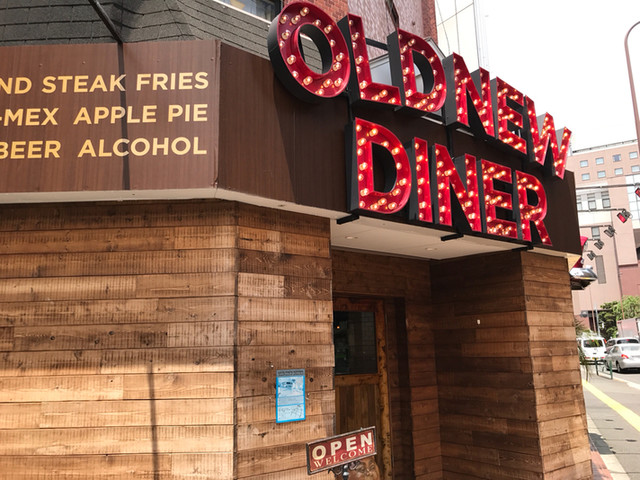 ND STEAK FRIES
-MEX APPLE PIE
BEER ALCOHOL
OLD NEW
DINER
OPEN
WELCOME